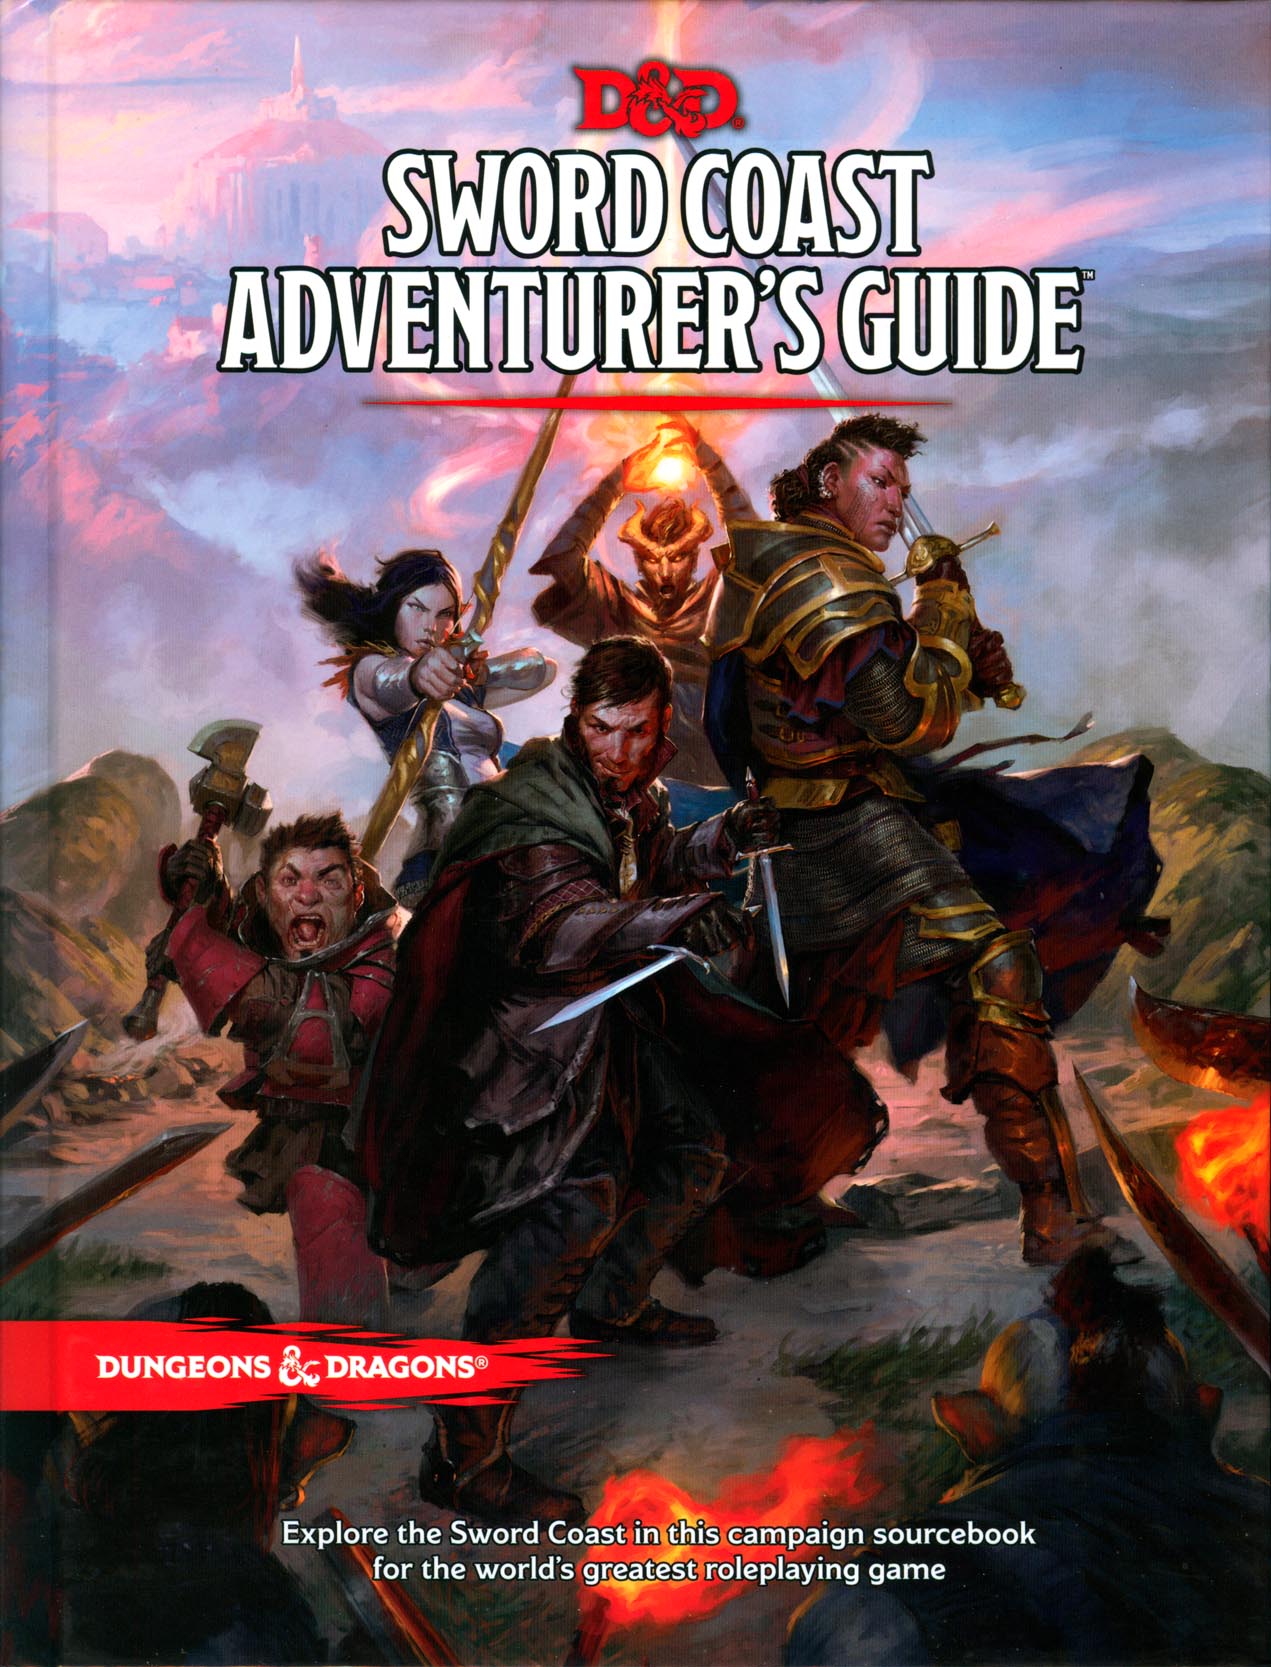 D&D®
SWORD COAST
ADVENTURER'S GUIDE™
DUNGEONS & DRAGONS®
Explore the Sword Coast in this campaign sourcebook
for the world's greatest roleplaying game